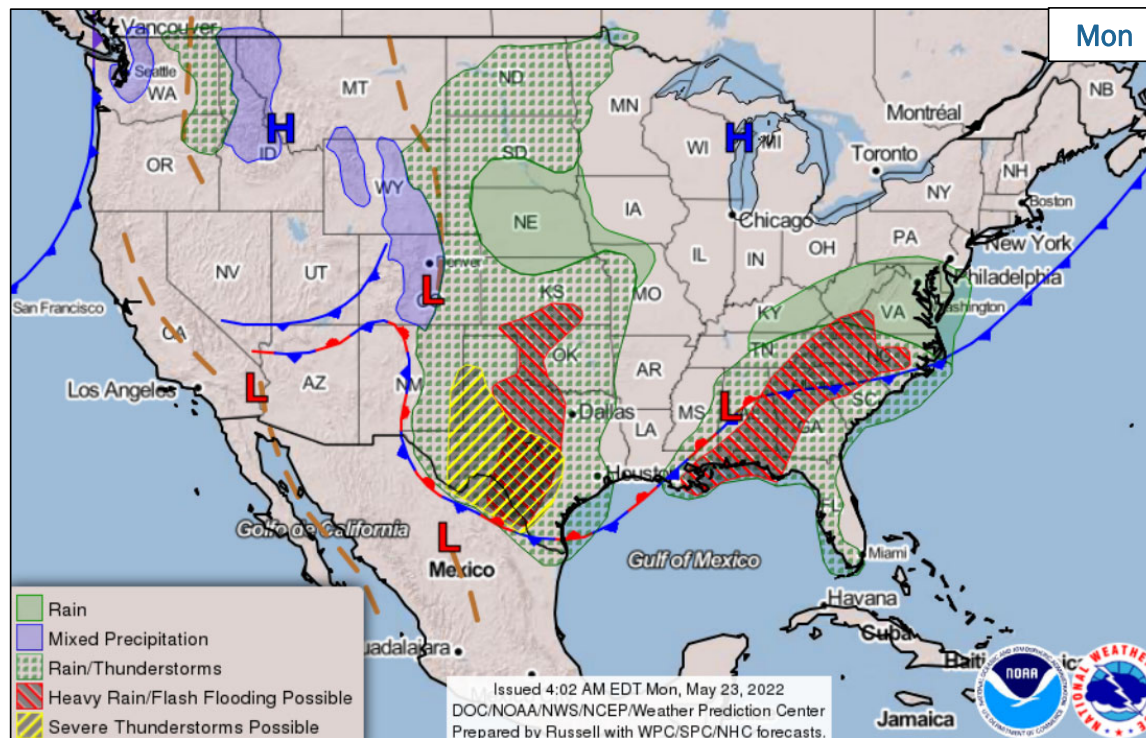 Mon
Vancouver
Seattle
WA
MT
ND
MN
Montréal
NB
OR
ID
H
SD
WI
H
MI
Toronto
NH
NY
Boston
WY
NE
IA
Chicago
New York
NV
UT
Denver
L
IL
IN
OH
PA
Philadelphia
San Francisco
KS
MO
KY
VA
CA
TN
NC
Los Angeles
L
AZ
NM
OK
AR
Dallas
MS
L
SC
LA
GA
Houston
FL
Golfo de California
L
Gulf of Mexico
Miami
Mexico
Havana
Cuba
Haiti
Jamaica
Rain
Mixed Precipitation
Rain/Thunderstorms
Heavy Rain/Flash Flooding Possible
Severe Thunderstorms Possible
Issued 4:02 AM EDT Mon, May 23, 2022
DOC/NOAA/NWS/NCEP/Weather Prediction Center
Prepared by Russell with WPC/SPC/NHC forecasts.
NOAA